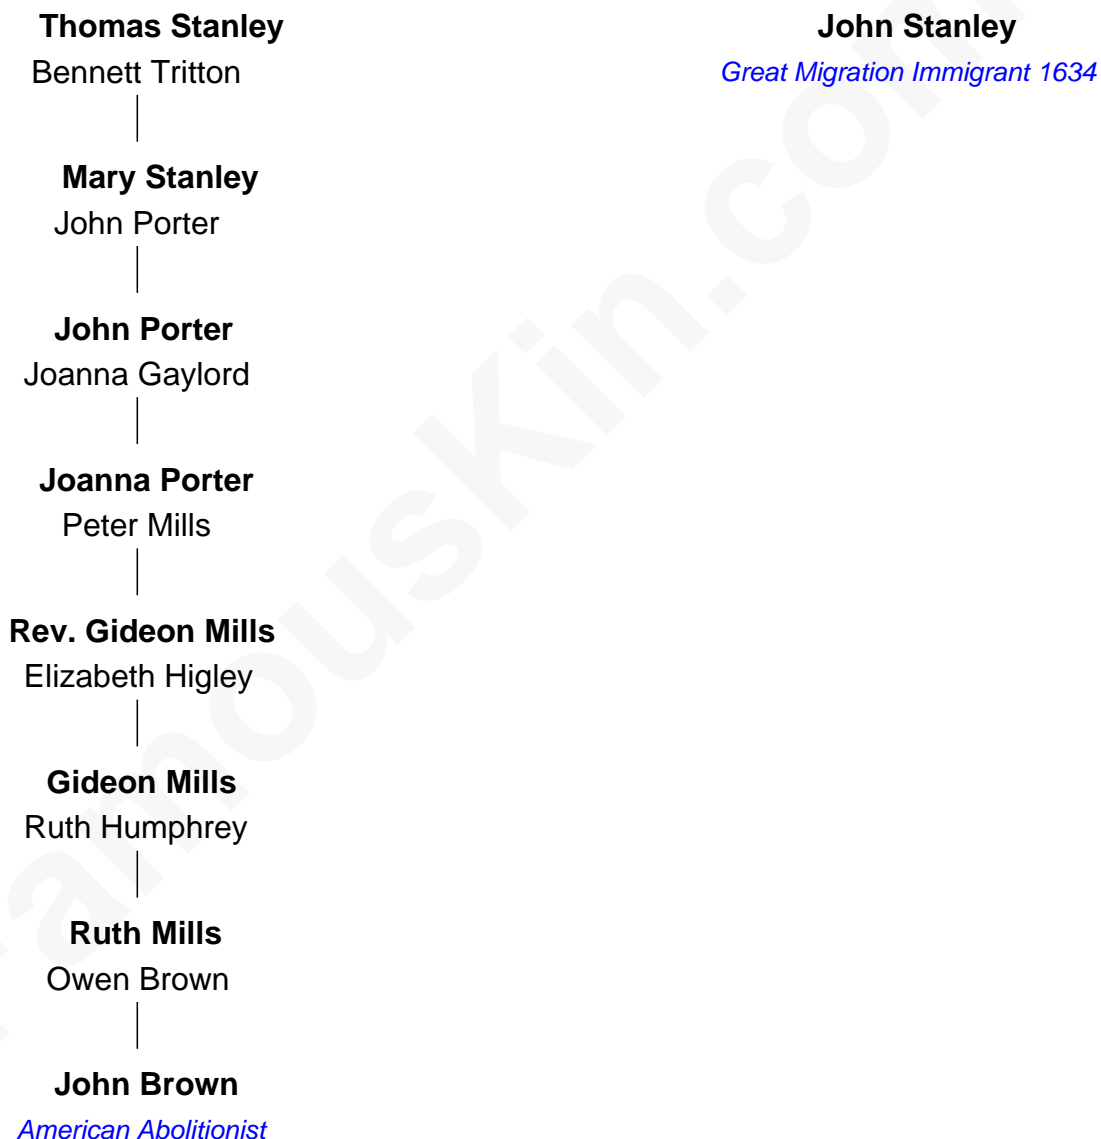 Thomas Stanley
Bennett Tritton
John Stanley
Great Migration Immigrant 1634
Mary Stanley
John Porter
John Porter
Joanna Gaylord
Joanna Porter
Peter Mills
Rev. Gideon Mills
Elizabeth Higley
Gideon Mills
Ruth Humphrey
Ruth Mills
Owen Brown
John Brown
American Abolitionist
FamousKin.com